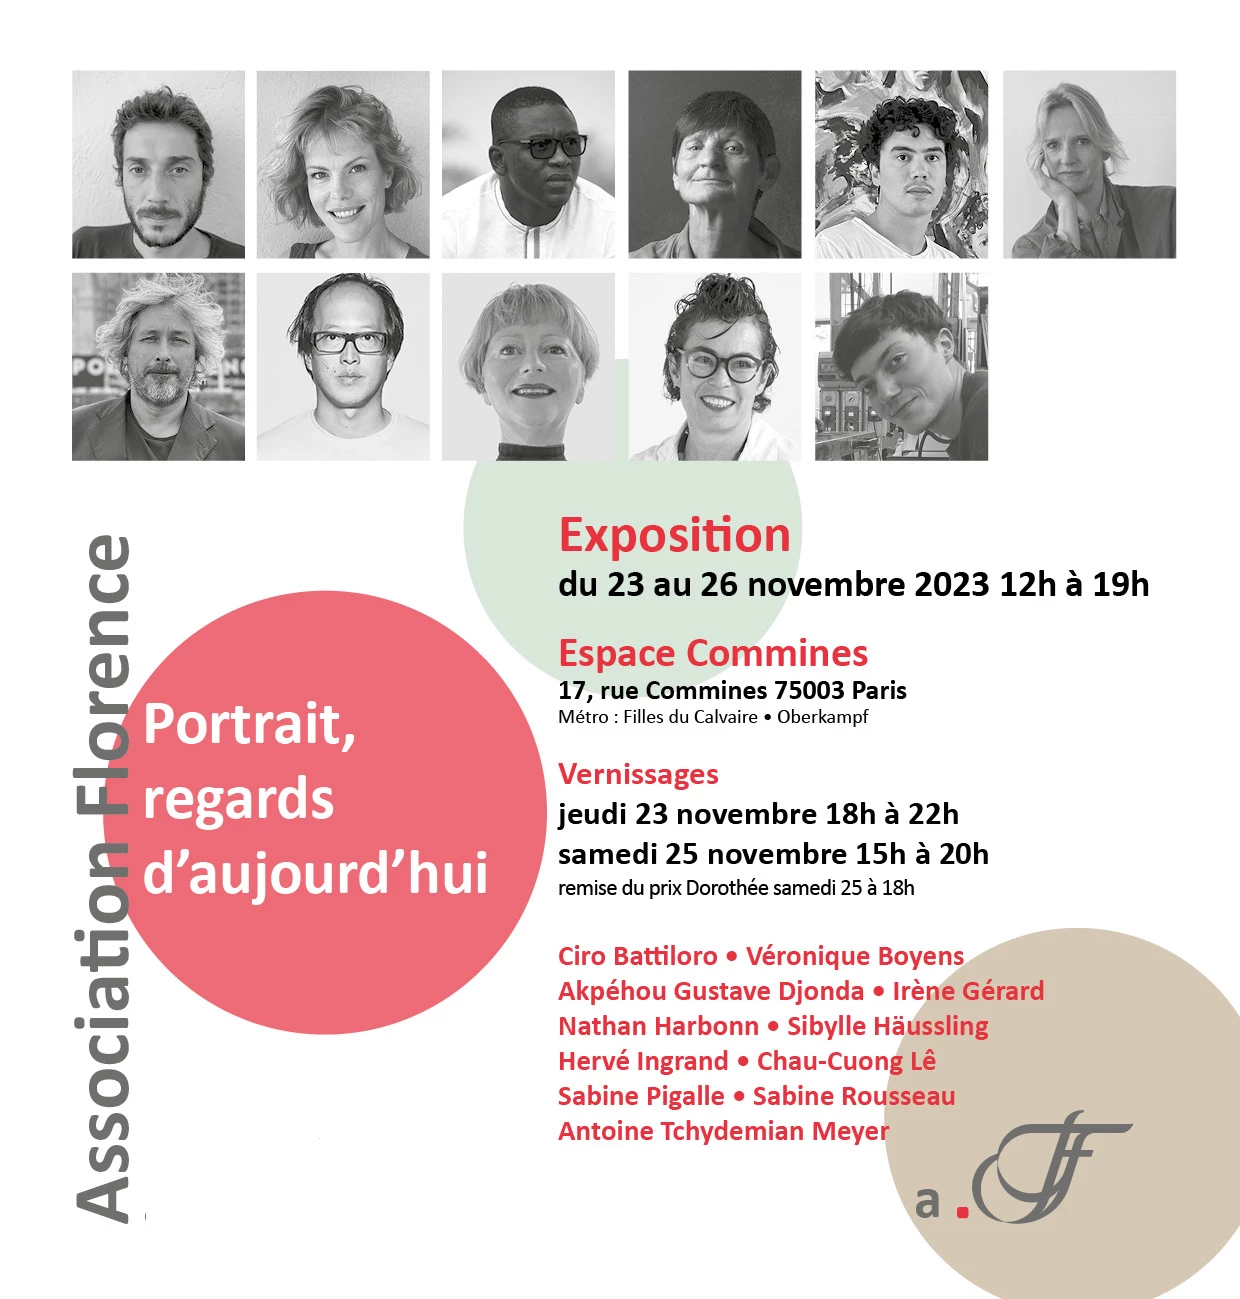 Association Florence
Portrait,
regards
d’aujourd’hui
Exposition
du 23 au 26 novembre 2023 12h à 19h
Espace Commines
17, rue Commines 75003 Paris
Métro : Filles du Calvaire • Oberkampf
Vernissages
jeudi 23 novembre 18h à 22h
samedi 25 novembre 15h à 20h
remise du prix Dorothée samedi 25 à 18h
Ciro Battiloro • Véronique Boyens
Akpéhou Gustave Djonda • Irène Gérard
Nathan Harbonn • Sibylle Häussling
Hervé Ingrand • Chau-Cuong Lê
Sabine Pigalle • Sabine Rousseau
Antoine Tchydemian Meyer
a.f